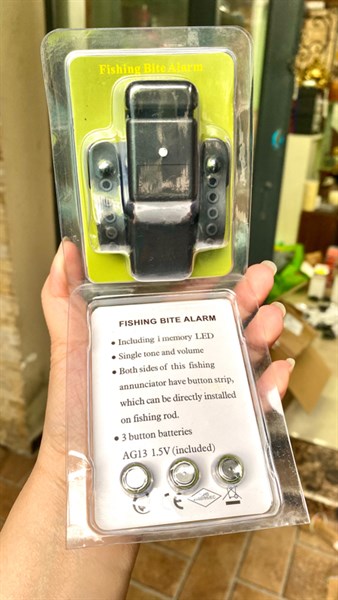 Fishing Bite Alarm
FISHING BITE ALARM
• Including i memory LED
• Single tone and volume
• Both sides of this fishing
annunciator have button strip,
which can be directly installed
on fishing rod.
• 3 button batteries
AG13 1.5V (included)
CE